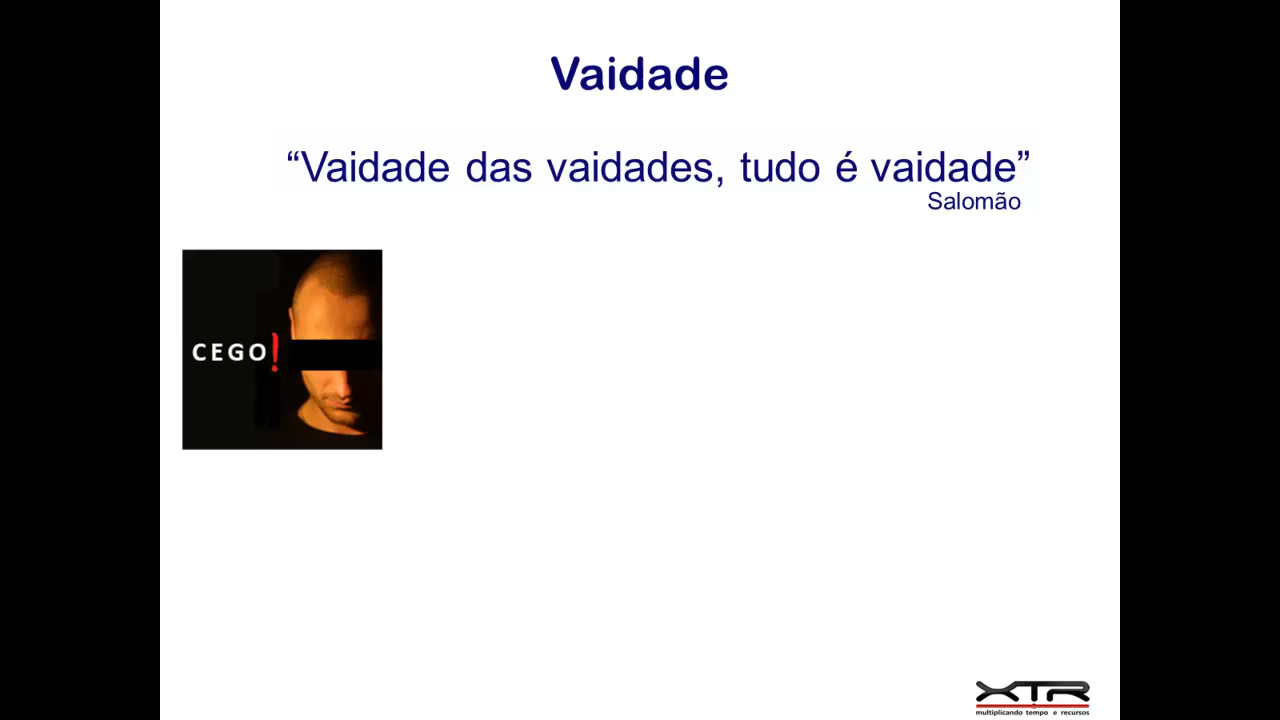 Vaidade
“Vaidade das vaidades, tudo é vaidade”
Salomão
CEGO!
XTR
multiplicando tempo e recursos